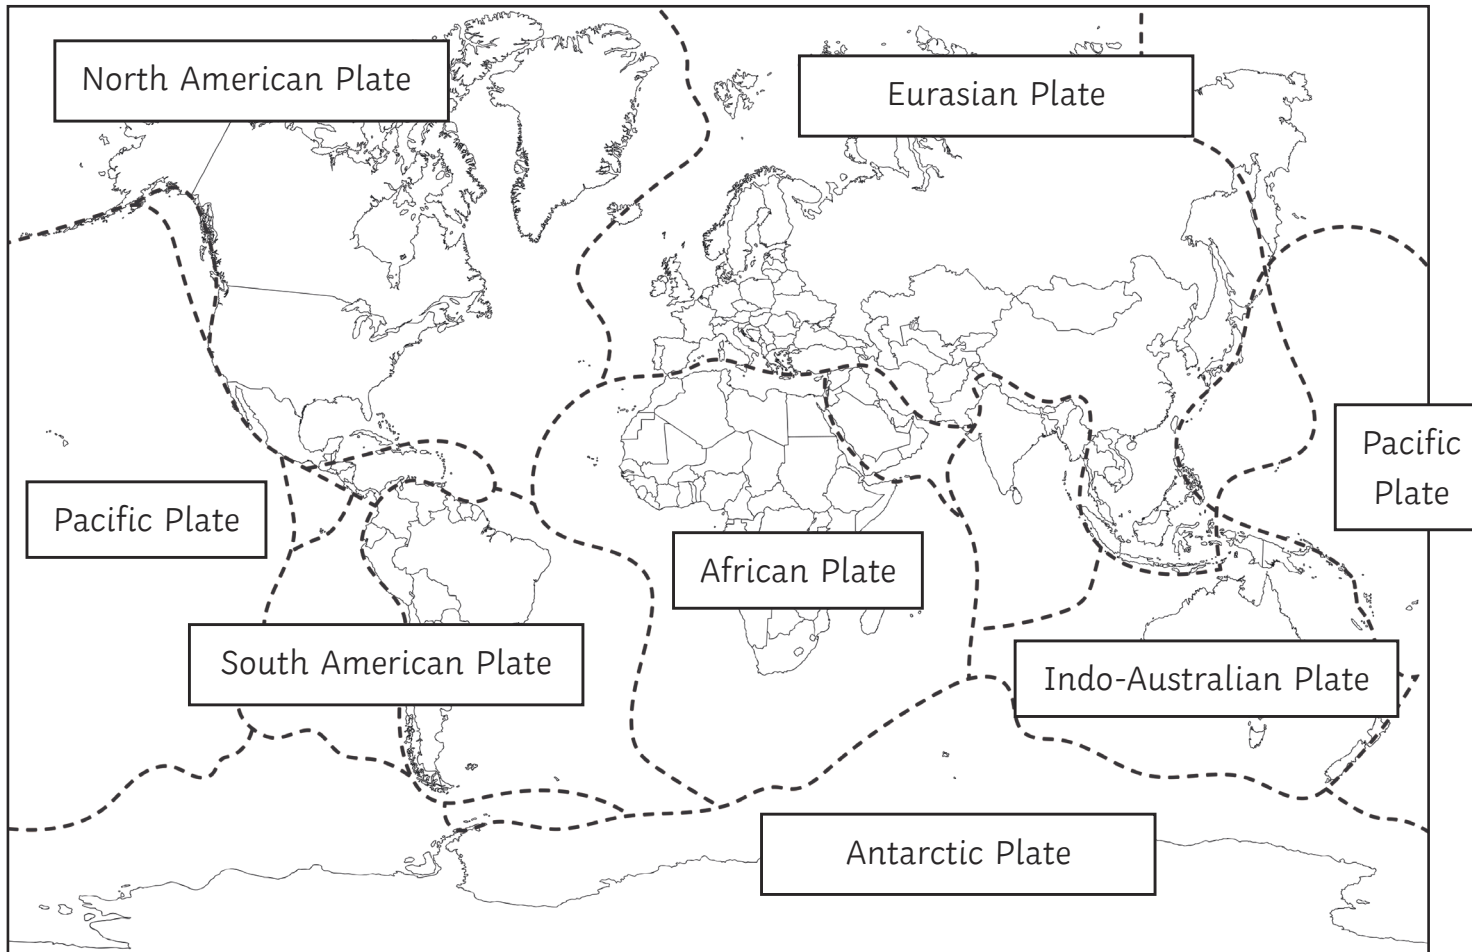 North American Plate
Eurasian Plate
Pacific
Plate
Pacific Plate
African Plate
South American Plate
Indo-Australian Plate
Antarctic Plate